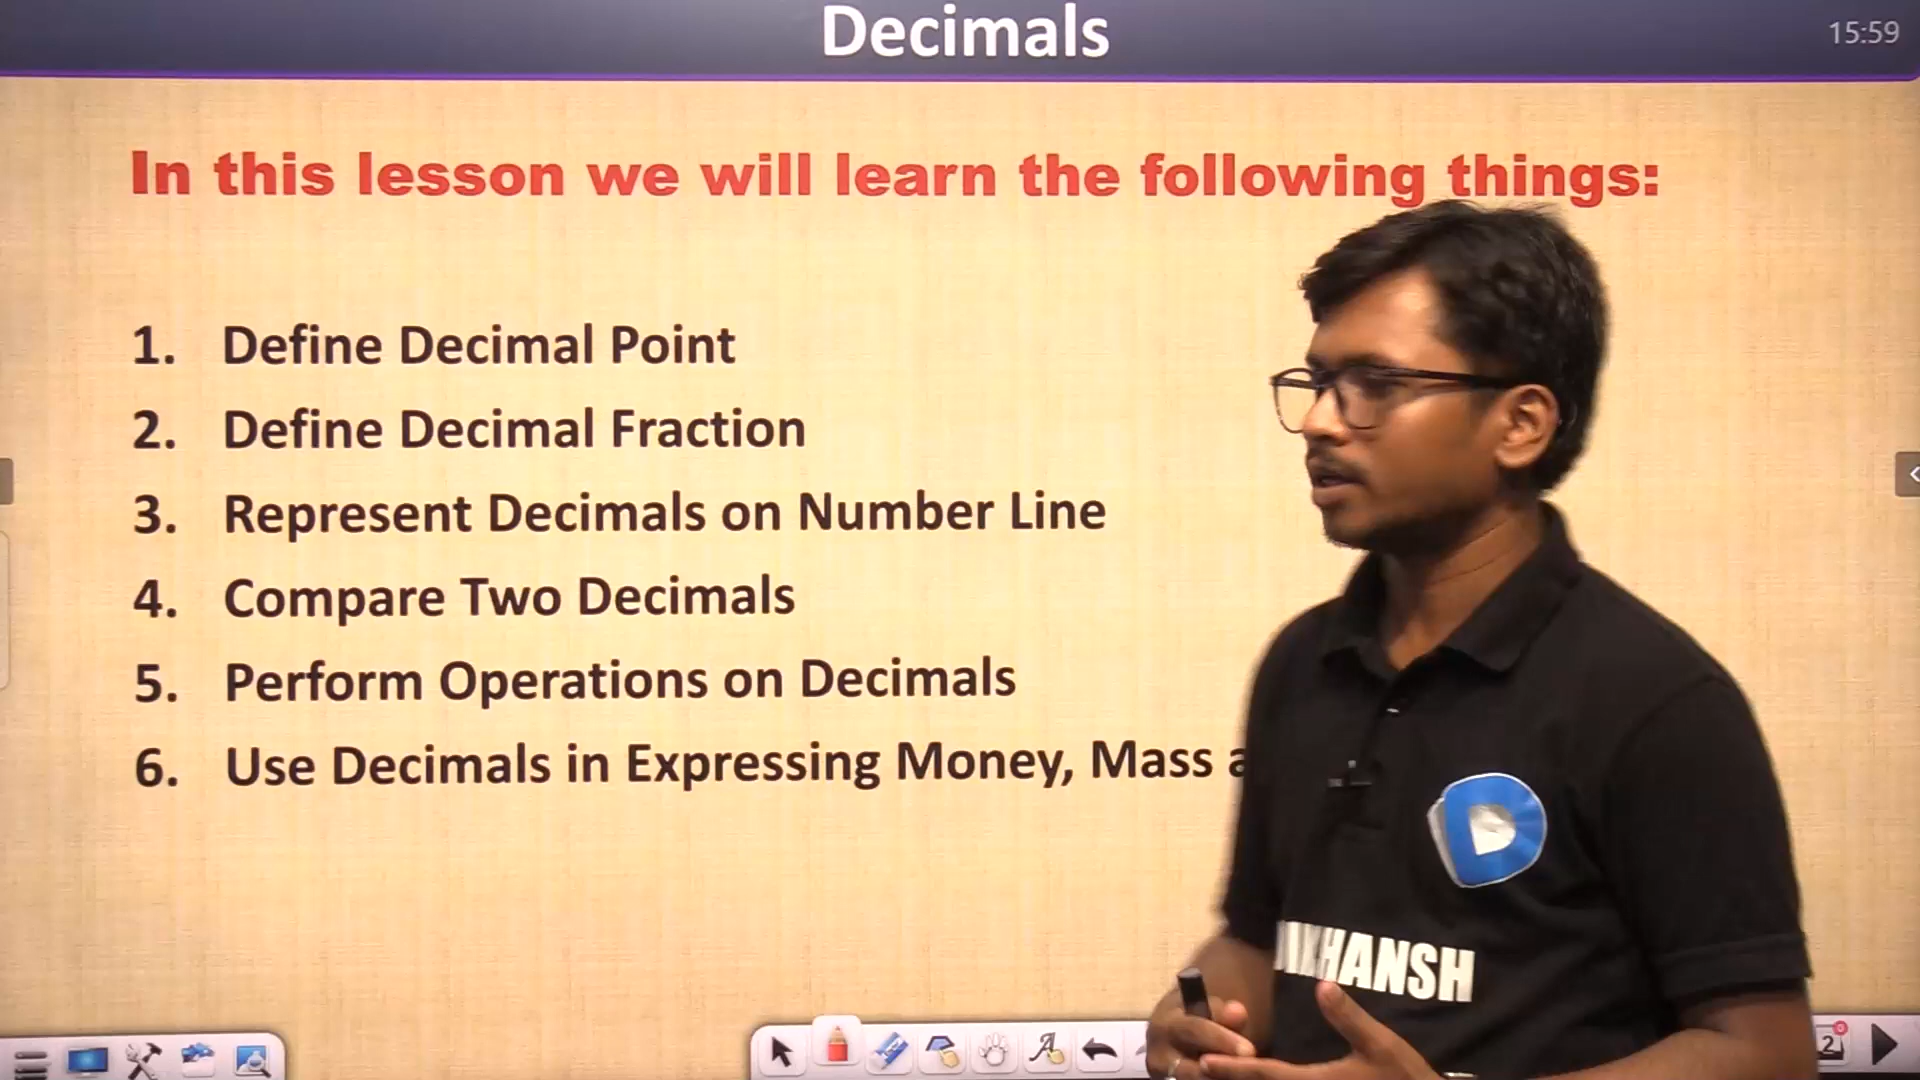 Decimals
15:59
In this lesson we will learn the following things:
1. Define Decimal Point
2. Define Decimal Fraction
3. Represent Decimals on Number Line
4. Compare Two Decimals
5. Perform Operations on Decimals
6. Use Decimals in Expressing Money, Mass
HANSH
2